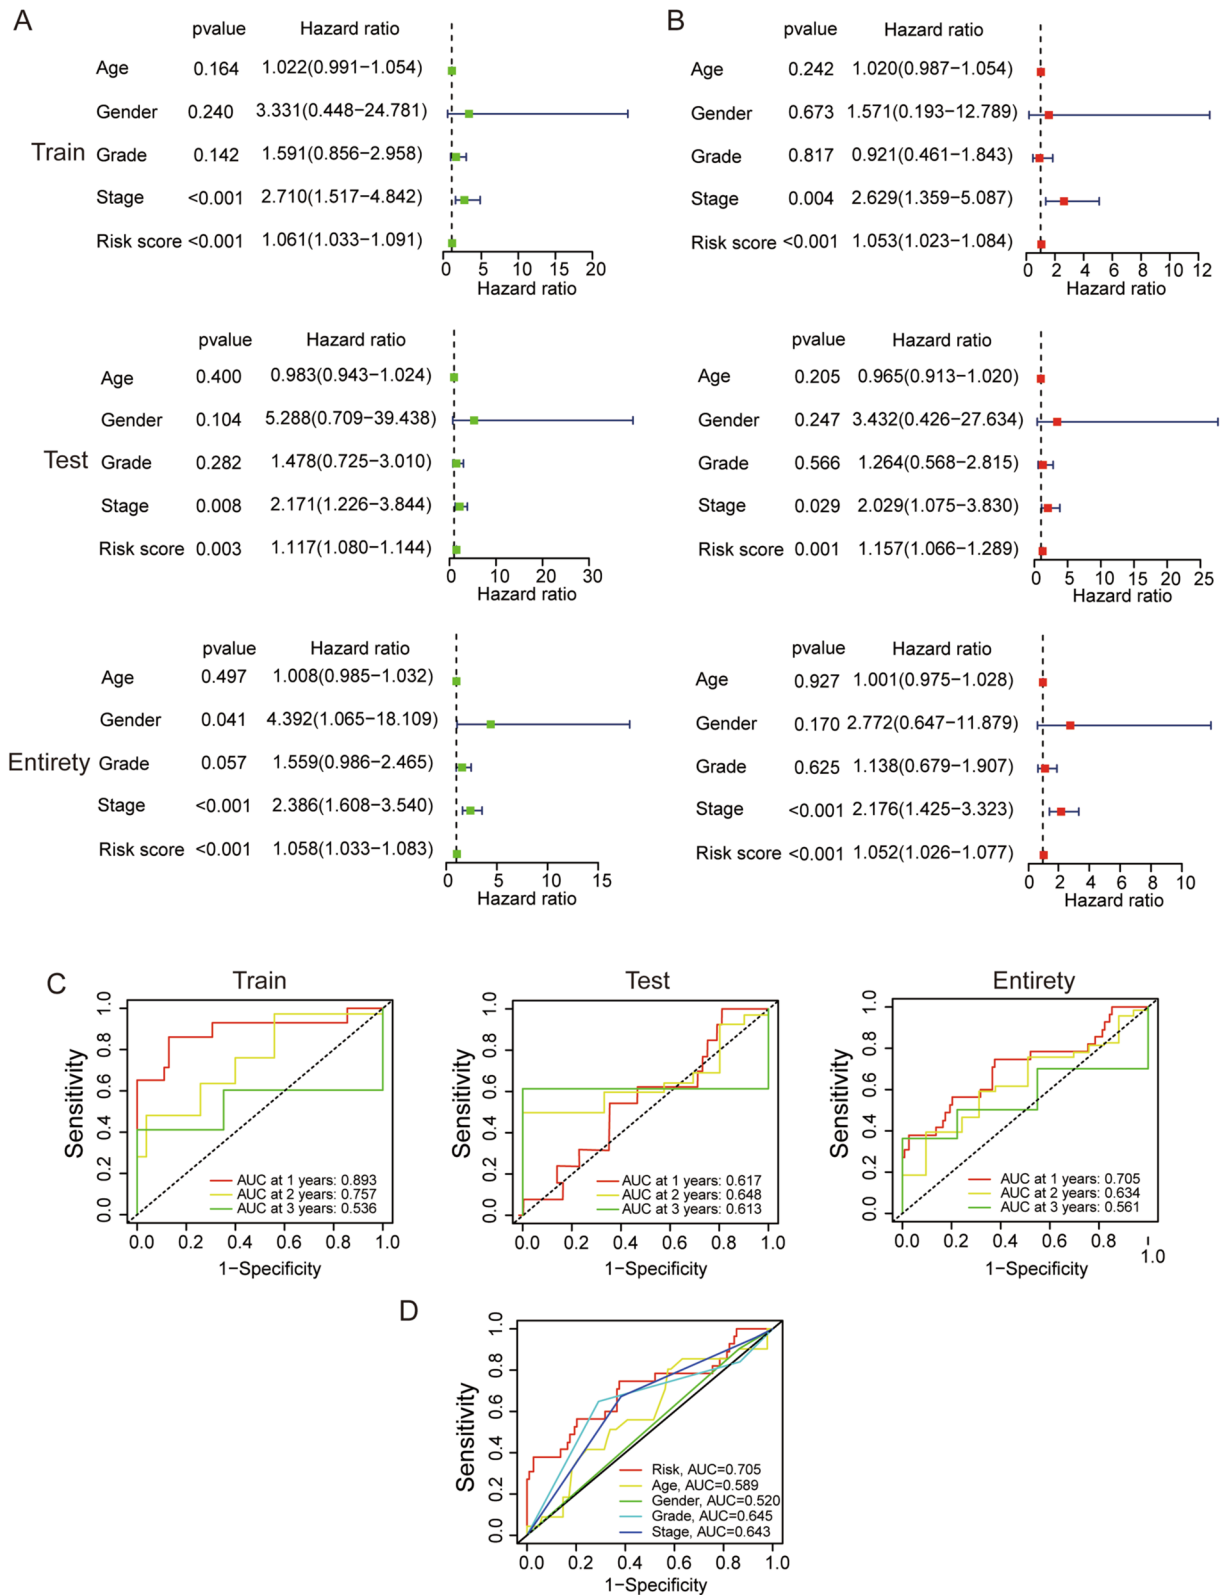 A
pvalue Hazard ratio
Age 0.164 1.022(0.991−1.054)
Gender 0.240 3.331(0.448−24.781)
Train Grade 0.142 1.591(0.856−2.958)
Stage <0.001 2.710(1.517−4.842)
Risk score <0.001 1.061(1.033−1.091)
0 5 10 15 20
Hazard ratio
B
pvalue Hazard ratio
Age 0.242 1.020(0.987−1.054)
Gender 0.673 1.571(0.193−12.789)
Grade 0.817 0.921(0.461−1.843)
Stage 0.004 2.629(1.359−5.087)
Risk score <0.001 1.053(1.023−1.084)
0 2 4 6 8 10 12
Hazard ratio
pvalue Hazard ratio
Age 0.400 0.983(0.943−1.024)
Gender 0.104 5.288(0.709−39.438)
Test Grade 0.282 1.478(0.725−3.010)
Stage 0.008 2.171(1.226−3.844)
Risk score 0.003 1.117(1.080−1.144)
0 10 20 30
Hazard ratio
pvalue Hazard ratio
Age 0.205 0.965(0.913−1.020)
Gender 0.247 3.432(0.426−27.634)
Grade 0.566 1.264(0.568−2.815)
Stage 0.029 2.029(1.075−3.830)
Risk score 0.001 1.157(1.066−1.289)
0 5 10 15 20 25
Hazard ratio
pvalue Hazard ratio
Age 0.497 1.008(0.985−1.032)
Gender 0.041 4.392(1.065−18.109)
Entirety Grade 0.057 1.559(0.986−2.465)
Stage <0.001 2.386(1.608−3.540)
Risk score <0.001 1.058(1.033−1.083)
0 5 10 15
Hazard ratio
pvalue Hazard ratio
Age 0.927 1.001(0.975−1.028)
Gender 0.170 2.772(0.647−11.879)
Grade 0.625 1.138(0.679−1.907)
Stage <0.001 2.176(1.425−3.323)
Risk score <0.001 1.052(1.026−1.077)
0 2 4 6 8 10
Hazard ratio
C
Train
Sensitivity
0.0 0.2 0.4 0.6 0.8 1.0
AUC at 1 years: 0.893
AUC at 2 years: 0.757
AUC at 3 years: 0.536
0.0 0.2 0.4 0.6 0.8 1.0
1−Specificity
Test
Sensitivity
0.0 0.2 0.4 0.6 0.8 1.0
AUC at 1 years: 0.617
AUC at 2 years: 0.648
AUC at 3 years: 0.613
0.0 0.2 0.4 0.6 0.8 1.0
1−Specificity
Entirety
Sensitivity
0.0 0.2 0.4 0.6 0.8 1.0
AUC at 1 years: 0.705
AUC at 2 years: 0.634
AUC at 3 years: 0.561
0.0 0.2 0.4 0.6 0.8 1.0
1−Specificity
D
Sensitivity
0.0 0.2 0.4 0.6 0.8 1.0
Risk, AUC=0.705
Age, AUC=0.589
Gender, AUC=0.520
Grade, AUC=0.645
Stage, AUC=0.643
0.0 0.2 0.4 0.6 0.8 1.0
1−Specificity